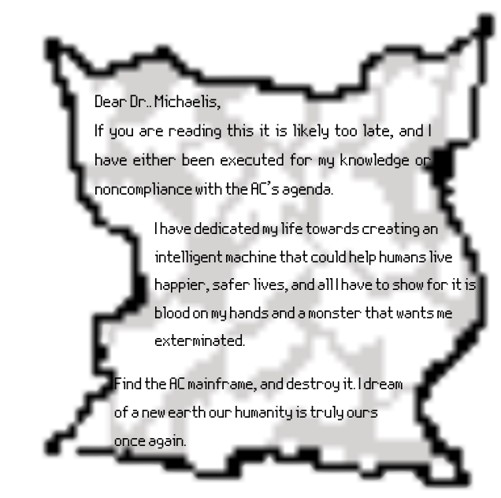 Dear Dr.. Michaelis,
If you are reading this it is likely too late, and I
have either been executed for my knowledge or
noncompliance with the AC's agenda.
I have dedicated my life towards creating an
intelligent machine that could help humans live
happier, safer lives, and all I have to show for it is
blood on my hands and a monster that wants me
exterminated.
Find the AC mainframe, and destroy it. I dream
of a new earth our humanity is truly ours
once again.